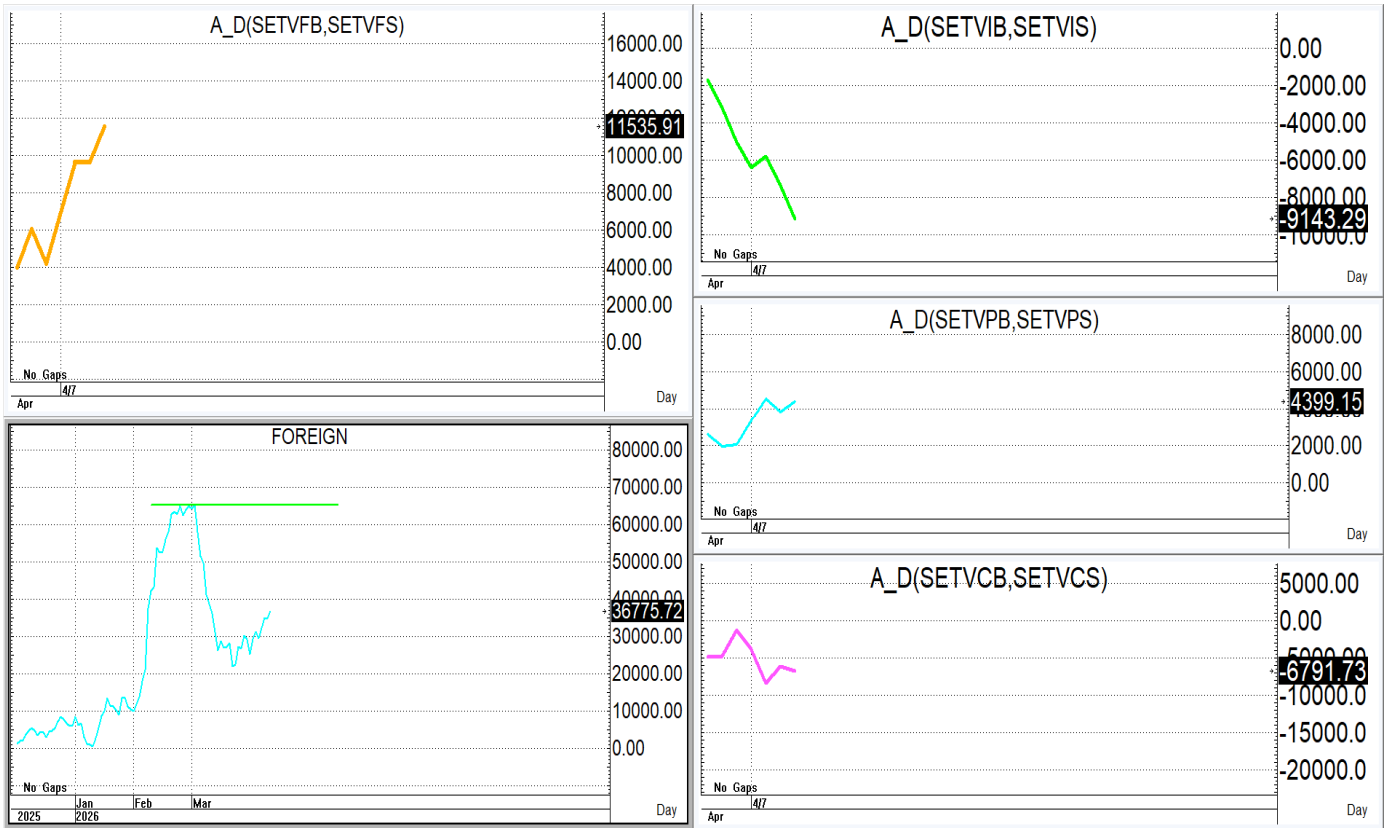 A_D(SETVFB,SETVFS)
16000.00
14000.00
11535.91
10000.00
8000.00
6000.00
4000.00
2000.00
0.00
No Gaps
4/7
Apr
Day
FOREIGN
80000.00
70000.00
60000.00
50000.00
40000.00
36775.72
30000.00
20000.00
10000.00
0.00
No Gaps
Jan Feb Mar
2025 2026
Day
A_D(SETVIB,SETVIS)
0.00
-2000.00
-4000.00
-6000.00
-8000.00
-9143.29
-10000.0
No Gaps
4/7
Apr
Day
A_D(SETVPB,SETVPS)
8000.00
6000.00
4399.15
2000.00
0.00
No Gaps
4/7
Apr
Day
A_D(SETVCB,SETVCS)
5000.00
0.00
-5000.00
-6791.73
-10000.0
-15000.0
-20000.0
No Gaps
4/7
Apr
Day